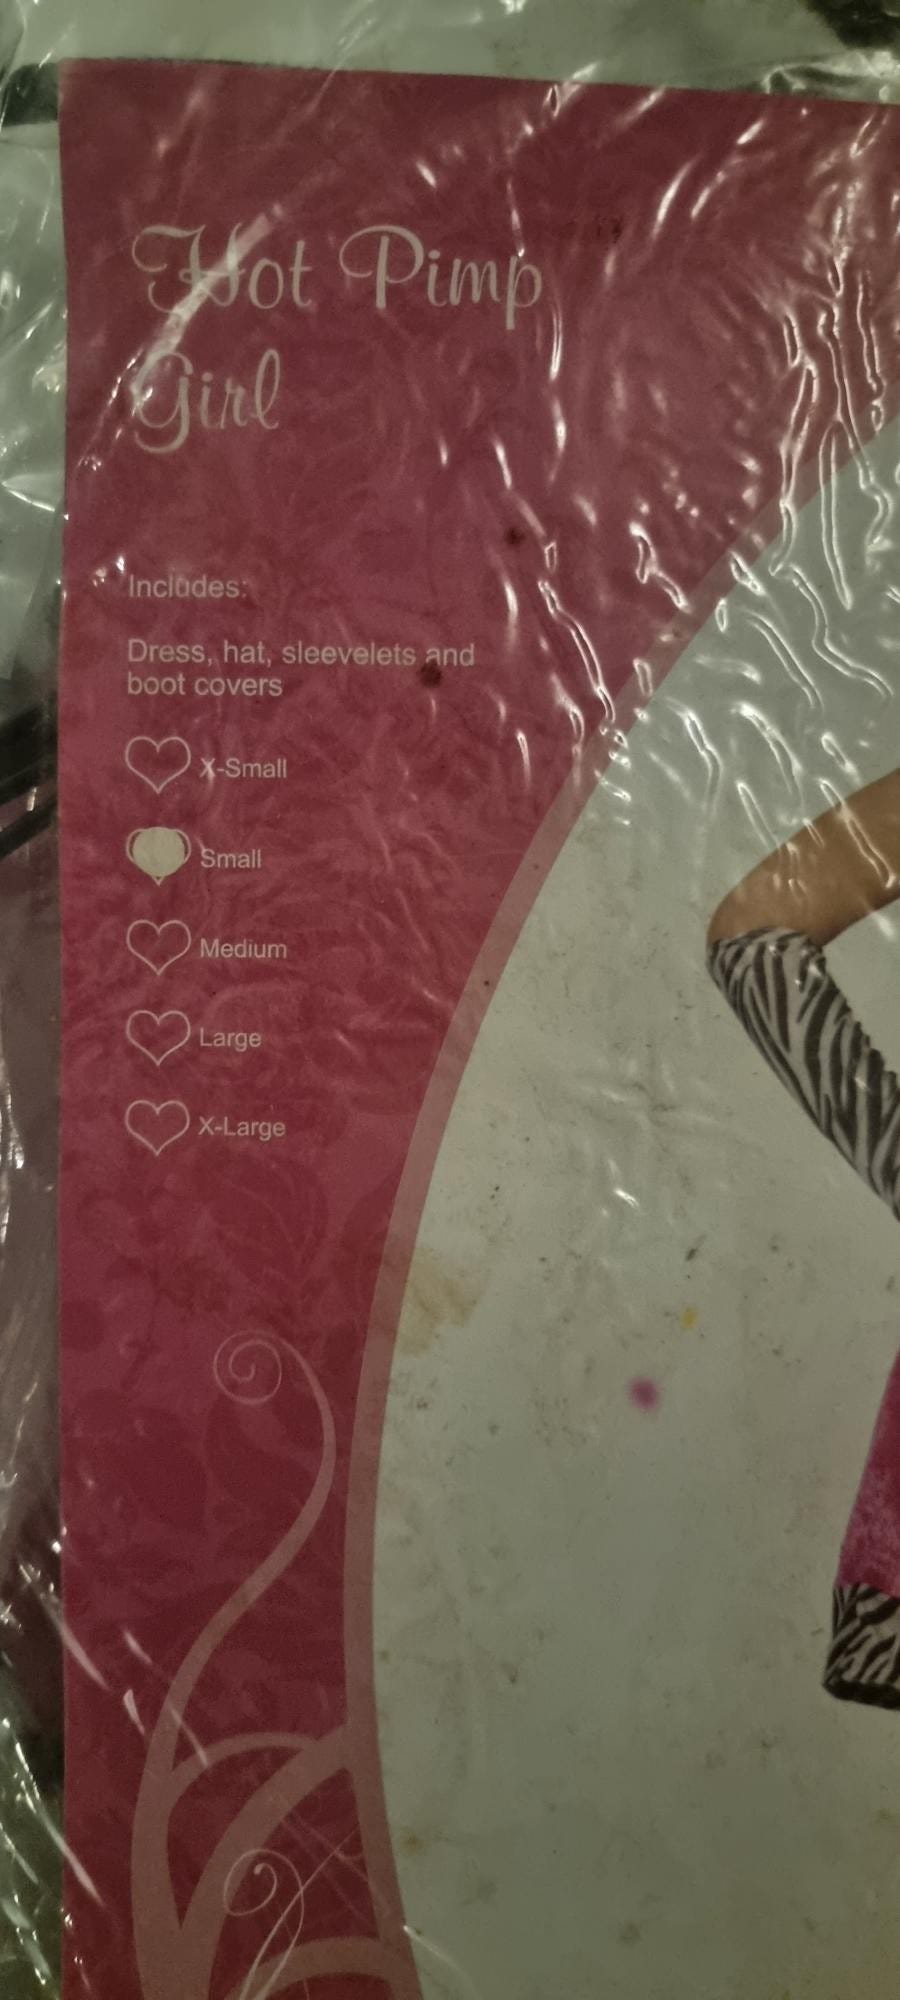 Hot Pimp
Girl
Includes:
Dress, hat, sleevelets and
boot covers
X-Small
Small
Medium
Large
X-Large